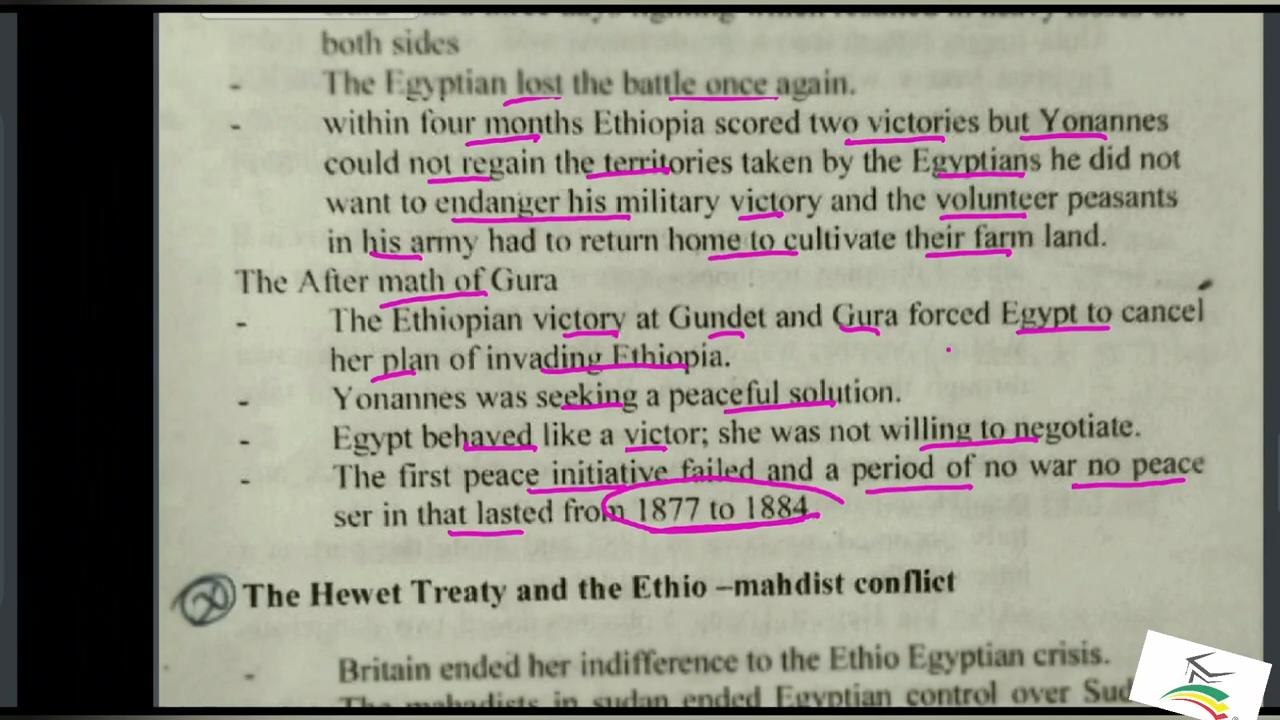 both sides
- The Egyptian lost the battle once again.
- within four months Ethiopia scored two victories but Yonannes
could not regain the territories taken by the Egyptians he did not
want to endanger his military victory and the volunteer peasants
in his army had to return home to cultivate their farm land.
The After math of Gura
- The Ethiopian victory at Gundet and Gura forced Egypt to cancel
her plan of invading Ethiopia.
- Yonannes was seeking a peaceful solution.
- Egypt behaved like a victor; she was not willing to negotiate.
- The first peace initiative failed and a period of no war no peace
ser in that lasted from 1877 to 1884.
The Hewet Treaty and the Ethio –mahdist conflict
- Britain ended her indifference to the Ethio Egyptian crisis.
in sudan ended Egyptian control over